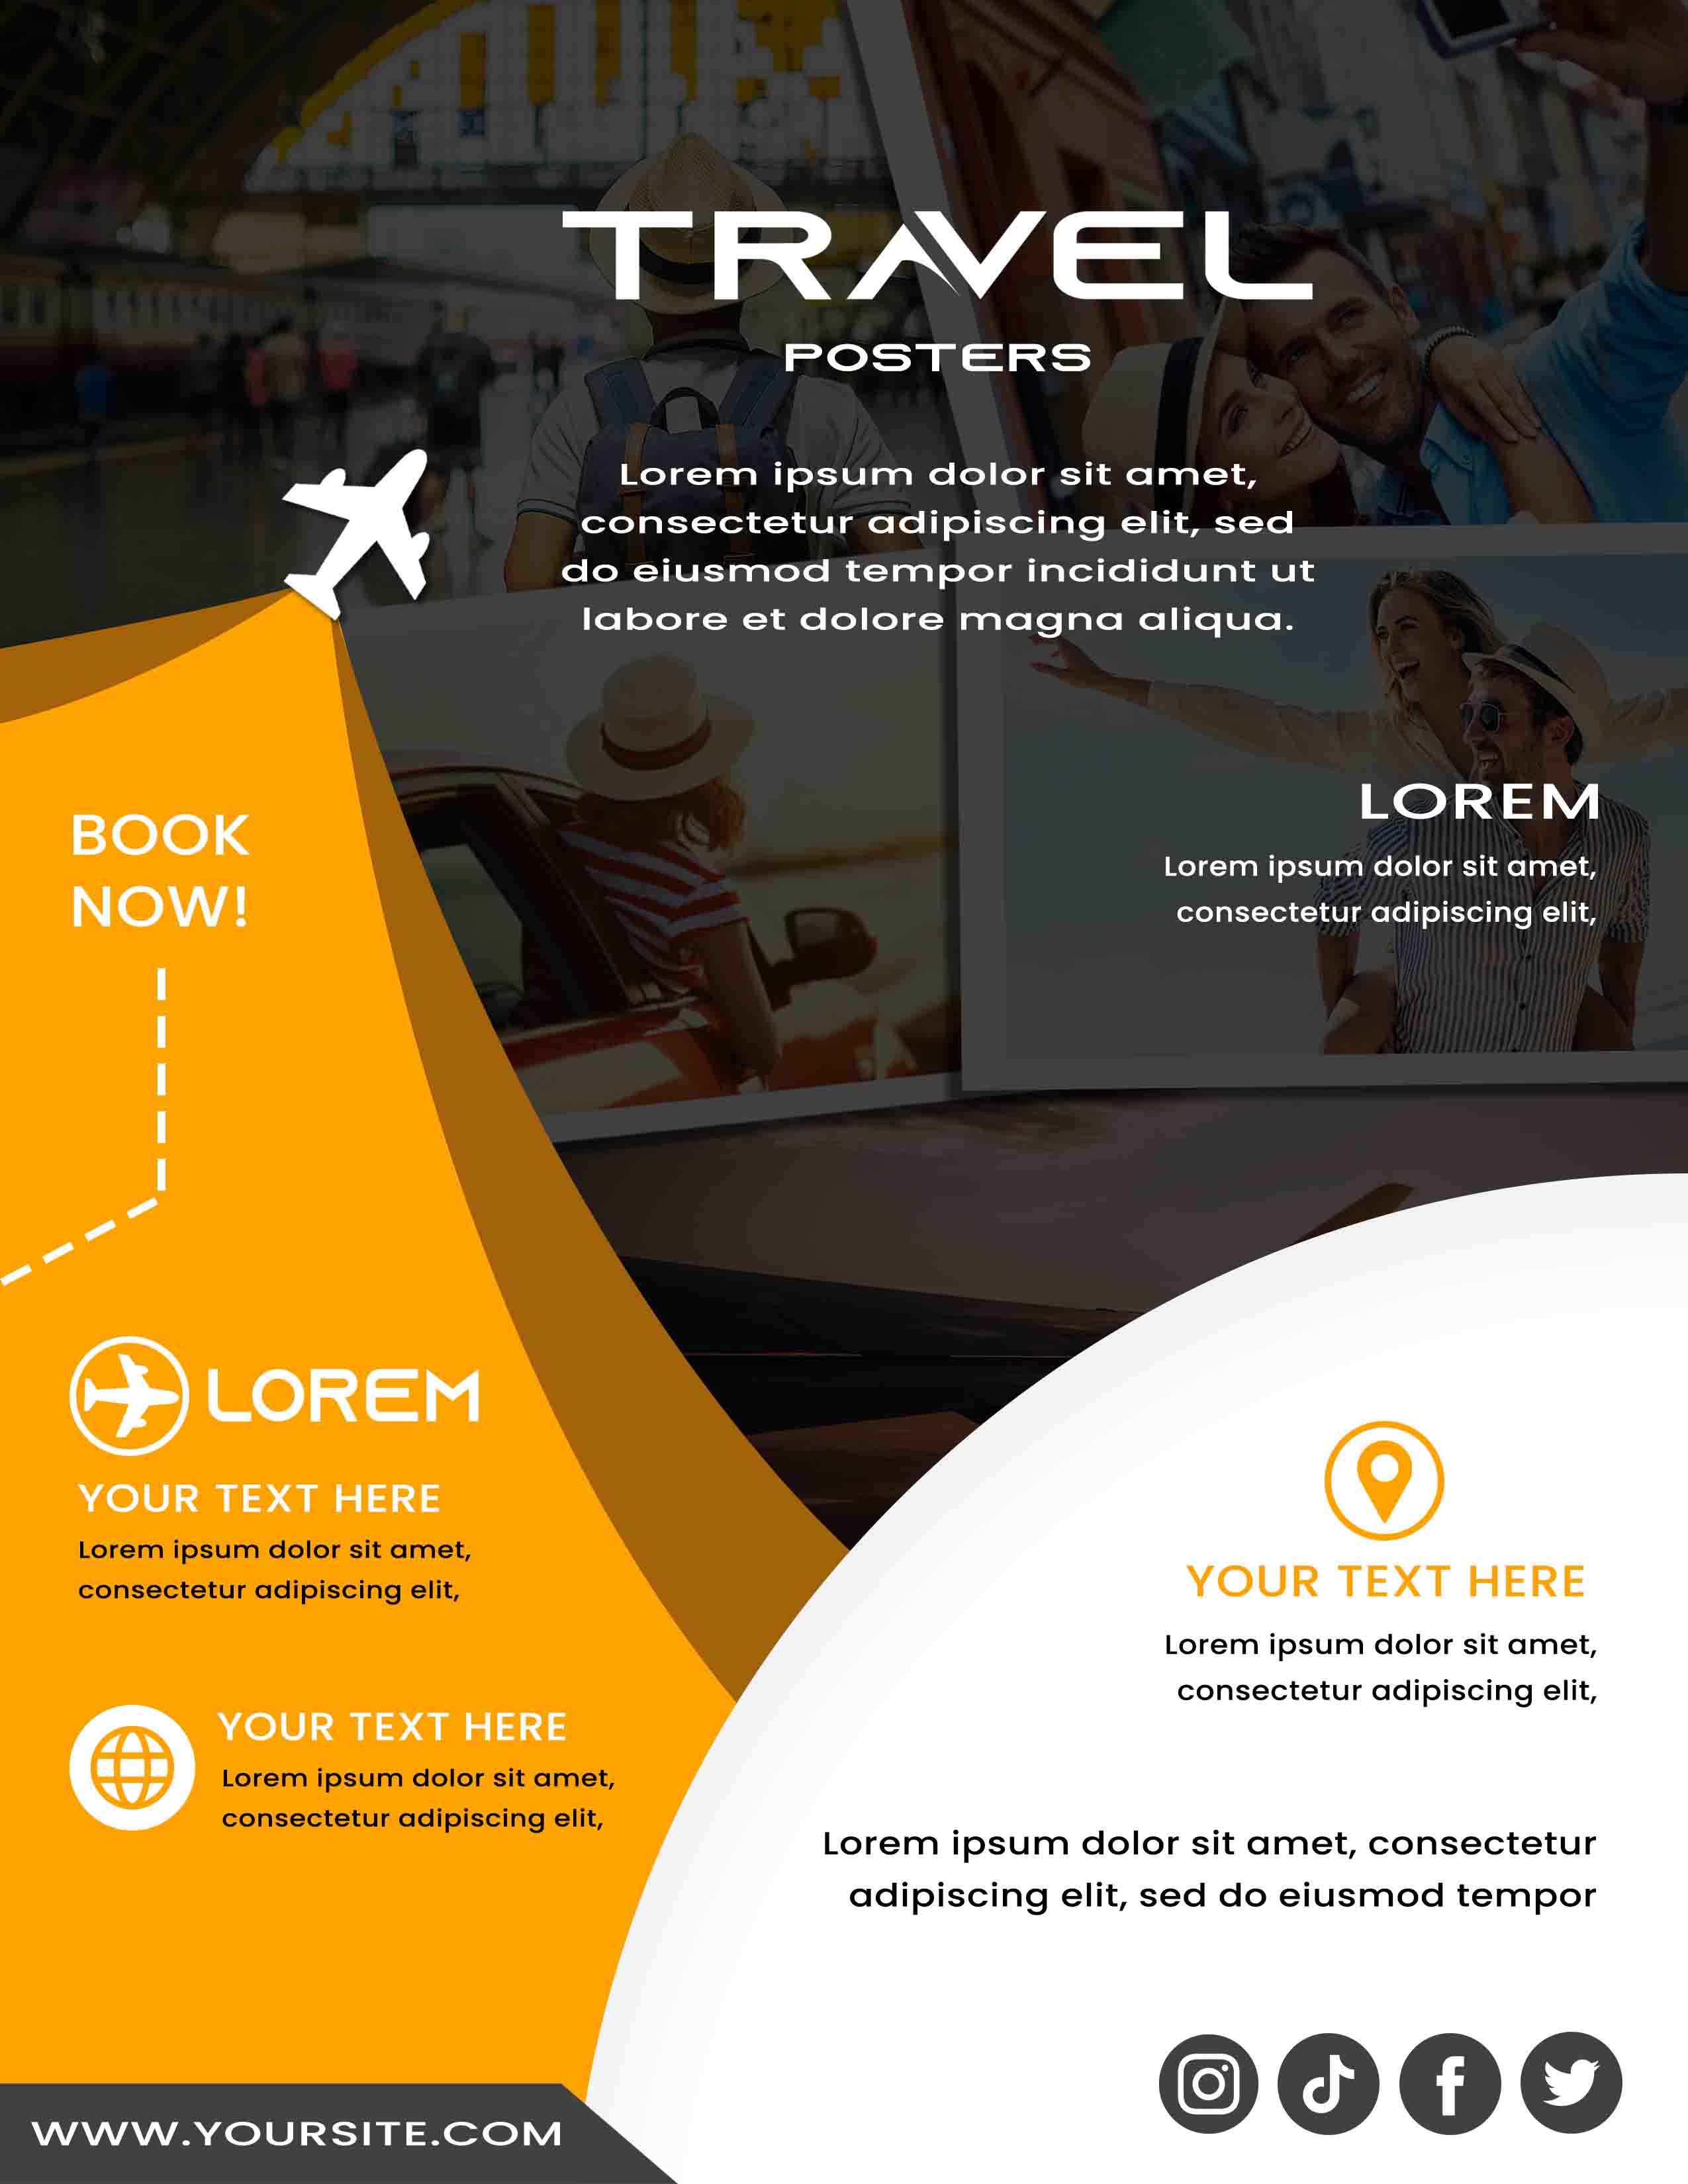 TRAVEL
POSTERS
Lorem ipsum dolor sit amet,
consectetur adipiscing elit, sed
do eiusmod tempor incididunt ut
labore et dolore magna aliqua.
LOREM
Lorem ipsum dolor sit amet,
consectetur adipiscing elit,
BOOK
NOW!
LOREM
YOUR TEXT HERE
Lorem ipsum dolor sit amet,
consectetur adipiscing elit,
YOUR TEXT HERE
Lorem ipsum dolor sit amet,
consectetur adipiscing elit,
YOUR TEXT HERE
Lorem ipsum dolor sit amet,
consectetur adipiscing elit,
Lorem ipsum dolor sit amet, consectetur
adipiscing elit, sed do eiusmod tempor
WWW.YOURSITE.COM